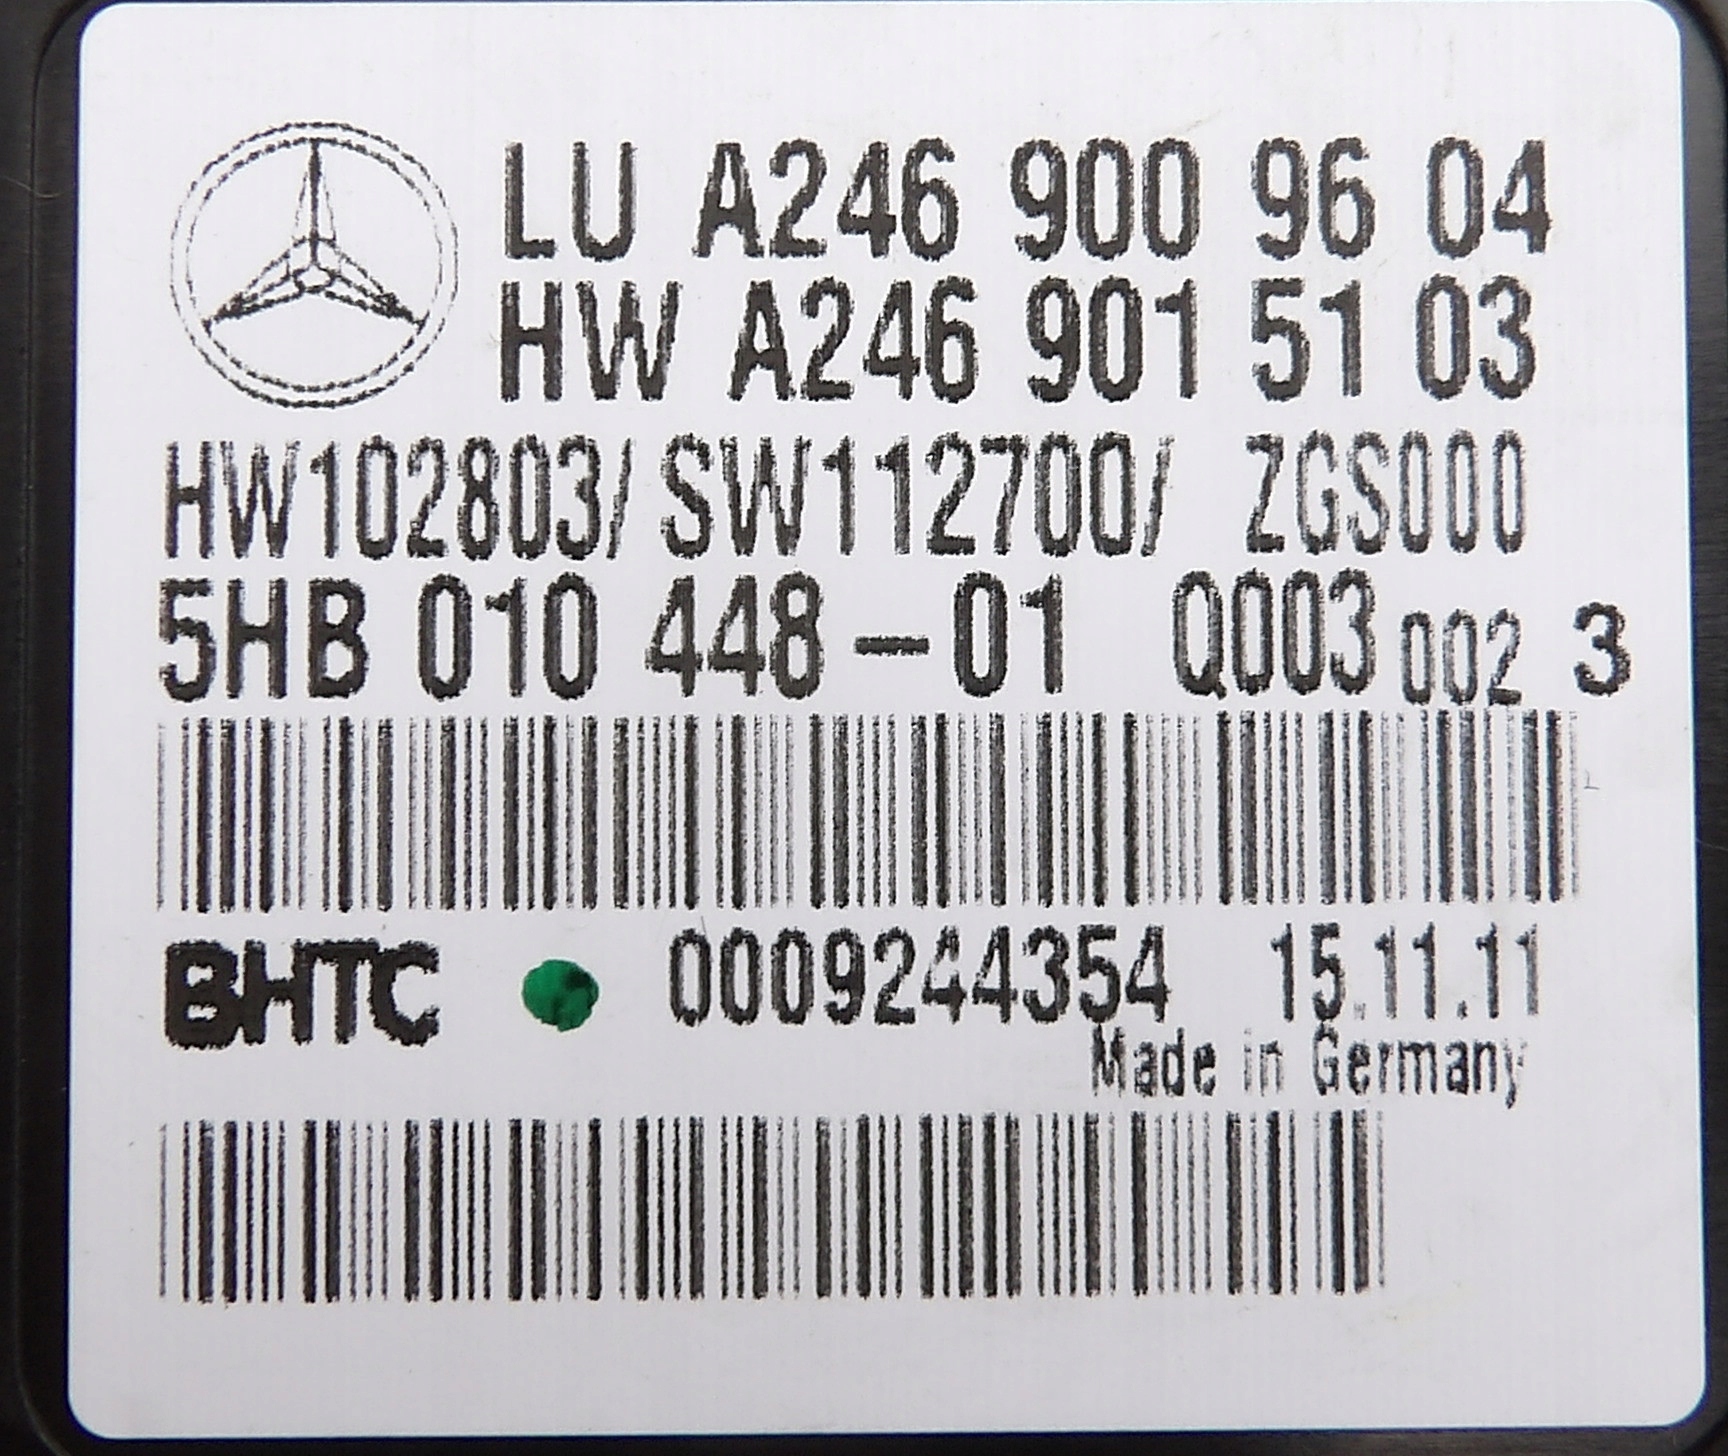 LU A246 900 96 04
HW A246 901 51 03
HW102803/ SW112700/ ZGS000
5HB 010 448-01 Q003 002 3
BHTC 0009244354 15.11.11
Made in Germany